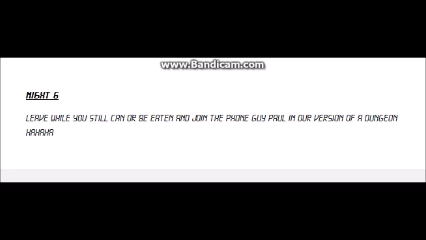 www.Bandicam.com
NIGHT 6
LEAVE WHILE YOU STILL CAN OR BE EATEN AND JOIN THE PHONE GUY PAUL IN OUR VERSION OF A DUNGEON
HAHAHA